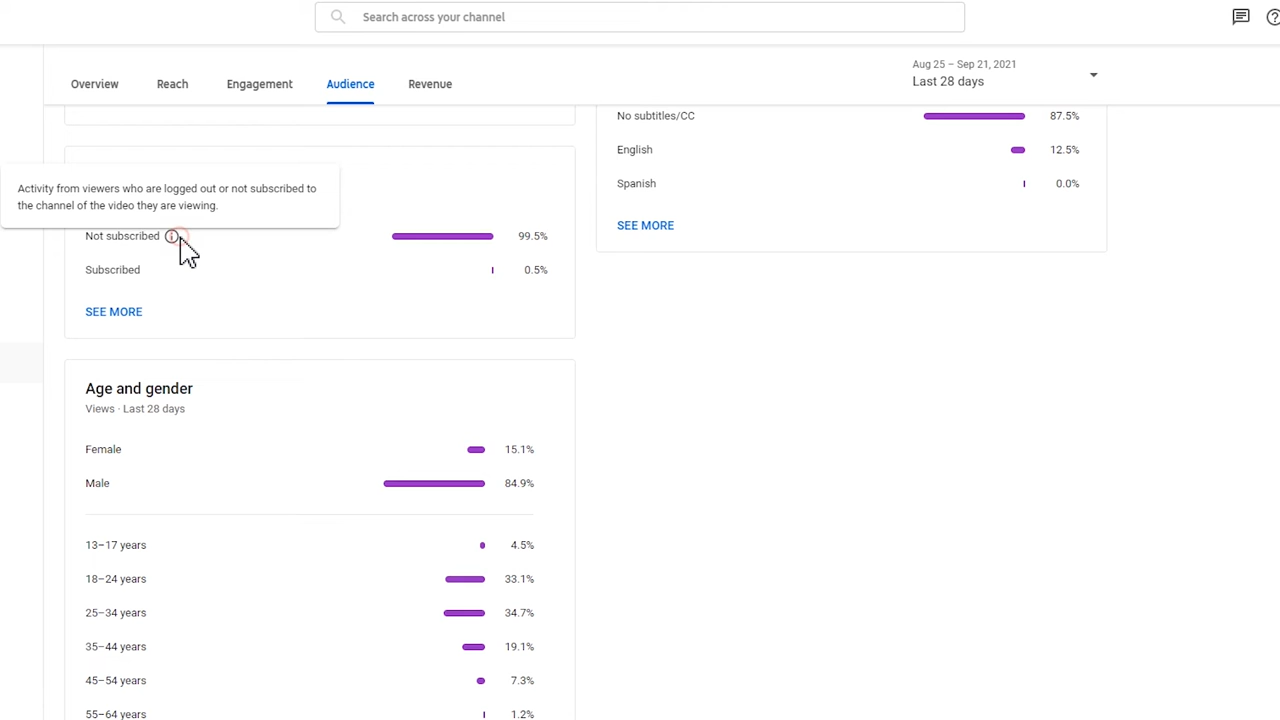 Search across your channel
Overview
Reach
Engagement
Audience
Revenue
Aug 25 – Sep 21, 2021
Last 28 days
Activity from viewers who are logged out or not subscribed to
the channel of the video they are viewing.
Not subscribed 99.5%
Subscribed 0.5%
SEE MORE
No subtitles/CC 87.5%
English 12.5%
Spanish 0.0%
SEE MORE
Age and gender
Views · Last 28 days
Female 15.1%
Male 84.9%
13–17 years 4.5%
18–24 years 33.1%
25–34 years 34.7%
35–44 years 19.1%
45–54 years 7.3%
55–64 years 1.2%